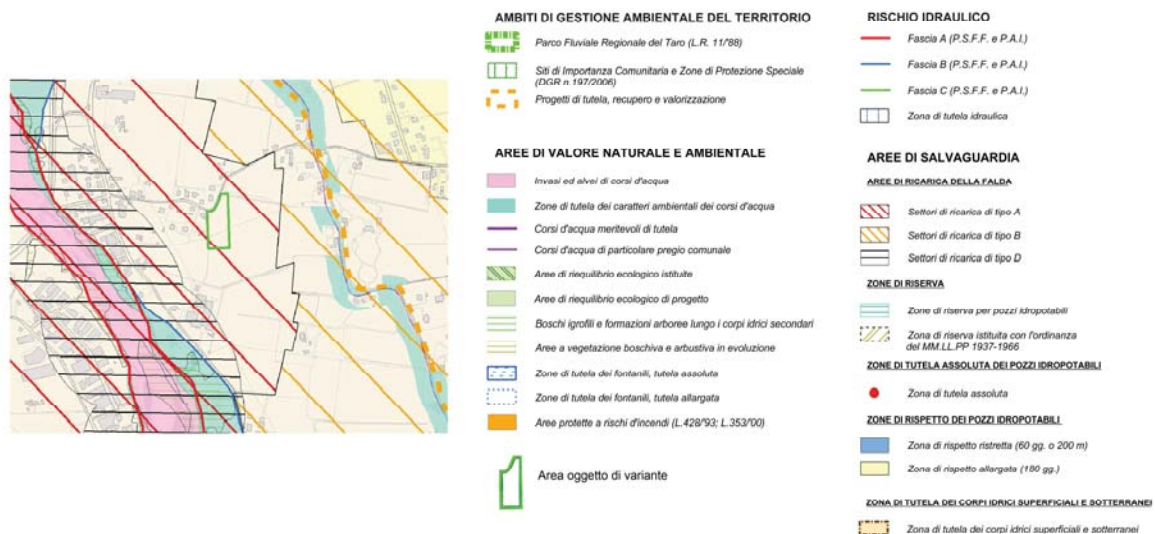 AMBITI DI GESTIONE AMBIENTALE DEL TERRITORIO
Parco Fluviale Regionale del Taro (L.R. 11/'88)
Siti di Importanza Comunitaria e Zone di Protezione Speciale
(DGR n.197/2006)
Progetti di tutela, recupero e valorizzazione
AREE DI VALORE NATURALE E AMBIENTALE
Invasi ed alvei di corsi d'acqua
Zone di tutela dei caratteri ambientali dei corsi d'acqua
Corsi d'acqua meritevoli di tutela
Corsi d'acqua di particolare pregio comunale
Aree di riequilibrio ecologico istituite
Aree di riequilibrio ecologico di progetto
Boschi igrofili e formazioni arboree lungo i corpi idrici secondari
Aree a vegetazione boschiva e arbustiva in evoluzione
Zone di tutela dei fontanili, tutela assoluta
Zone di tutela dei fontanili, tutela allargata
Aree protette a rischi d'incendi (L.428/'93; L.353/'00)
Area oggetto di variante
RISCHIO IDRAULICO
Fascia A (P.S.F.F. e P.A.I.)
Fascia B (P.S.F.F. e P.A.I.)
Fascia C (P.S.F.F. e P.A.I.)
Zona di tutela idraulica
AREE DI SALVAGUARDIA
AREE DI RICARICA DELLA FALDA
Settori di ricarica di tipo A
Settori di ricarica di tipo B
Settori di ricarica di tipo D
ZONE DI RISERVA
Zone di riserva per pozzi idropotabili
Zona di riserva istituita con l'ordinanza
del MM.LL.PP 1937-1966
ZONE DI TUTELA ASSOLUTA DEI POZZI IDROPOTABILI
Zona di tutela assoluta
ZONE DI RISPETTO DEI POZZI IDROPOTABILI
Zona di rispetto ristretta (60 gg. o 200 m)
Zona di rispetto allargata (180 gg.)
ZONA DI TUTELA DEI CORPI IDRICI SUPERFICIALI E SOTTERRANEI
Zona di tutela dei corpi idrici superficiali e sotterranei